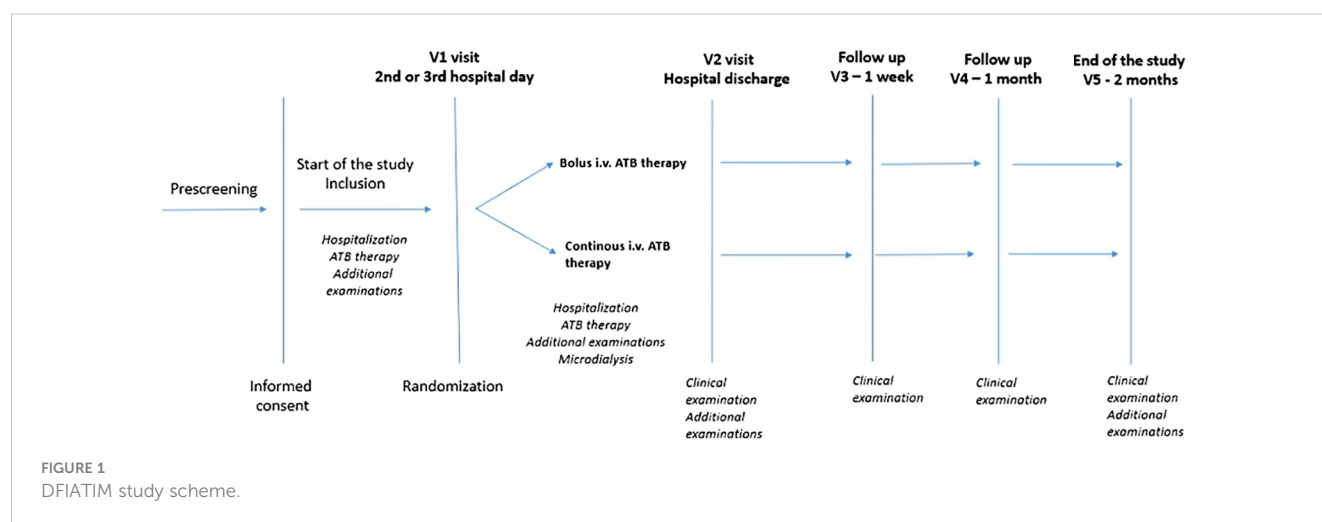 V1 visit
2nd or 3rd hospital day
V2 visit
Hospital discharge
Follow up
V3 – 1 week
Follow up
V4 – 1 month
End of the study
V5 - 2 months
Prescreening
Start of the study
Inclusion
Hospitalization
ATB therapy
Additional
examinations
Bolus i.v. ATB therapy
Continous i.v. ATB
therapy
Hospitalization
ATB therapy
Additional examinations
Microdialysis
Informed
consent
Randomization
Clinical
examination
Additional
examinations
Clinical
examination
Clinical
examination
Clinical
examination
Additional
examinations
FIGURE 1
DFIATIM study scheme.